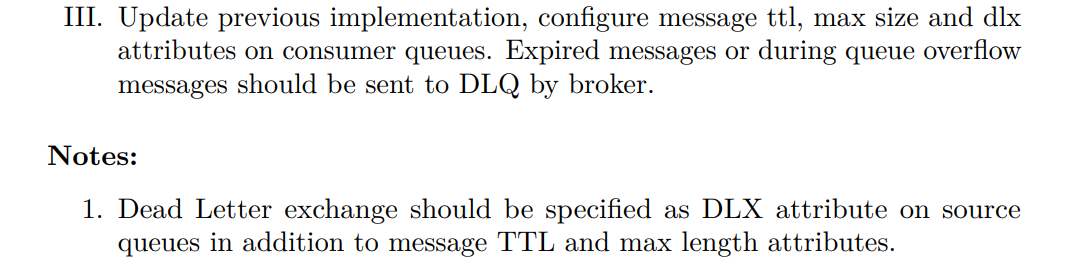 III. Update previous implementation, configure message ttl, max size and dlx
attributes on consumer queues. Expired messages or during queue overflow
messages should be sent to DLQ by broker.
Notes:
1. Dead Letter exchange should be specified as DLX attribute on source
queues in addition to message TTL and max length attributes.